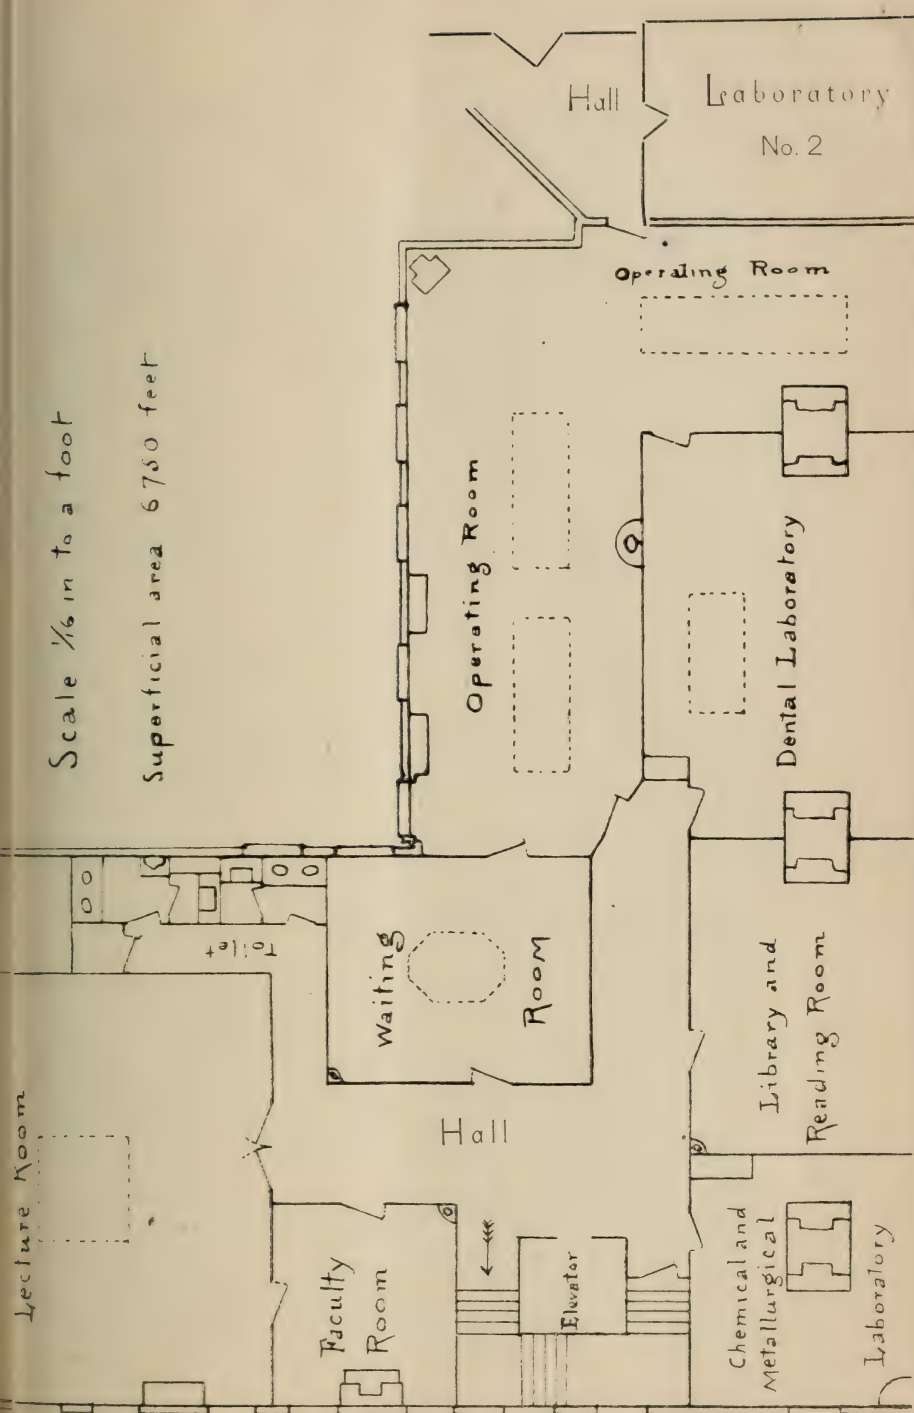 Scale 1/16 in to a foot
Superficial area 6750 feet
Hall
Laboratory
No. 2
Operating Room
Operating Room
Dental Laboratory
Toilet
Waiting
Room
Library and
Reading Room
Lecture Room
Hall
Faculty
Room
Elevator
Chemical and
Metallurgical
Laboratory